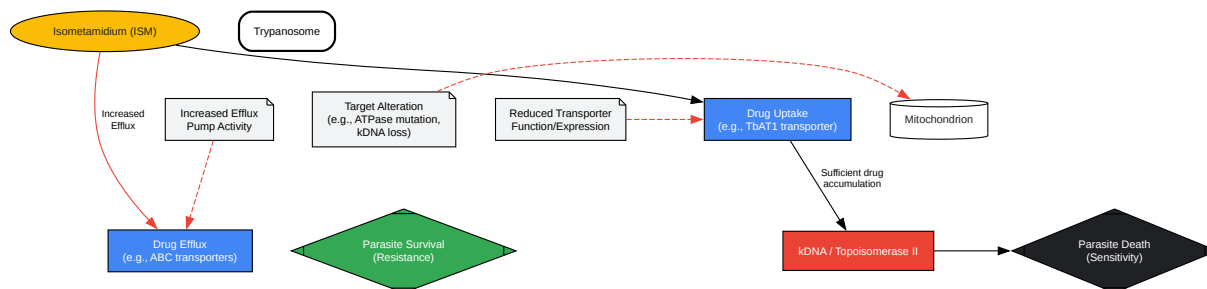 Isometamidium (ISM)
Trypanosome
Increased
Efflux
Increased Efflux
Pump Activity
Target Alteration
(e.g., ATPase mutation,
kDNA loss)
Reduced Transporter
Function/Expression
Drug Uptake
(e.g., TbAT1 transporter)
Mitochondrion
Sufficient drug
accumulation
Drug Efflux
(e.g., ABC transporters)
Parasite Survival
(Resistance)
kDNA / Topoisomerase II
Parasite Death
(Sensitivity)